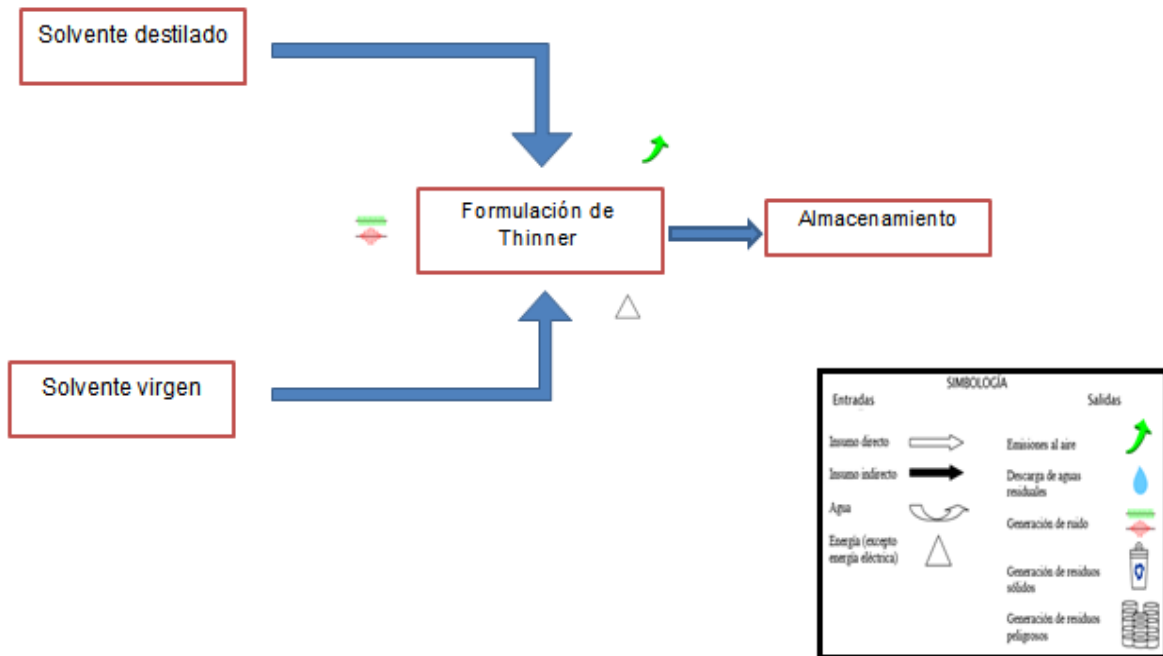 Solvente destilado
Formulación de
Thinner
Almacenamiento
Solvente virgen
SIMBOLOGÍA
Entradas
Salidas
Insumo directo
Insumo indirecto
Agua
Energía (excepto
energía eléctrica)
Emisiones al aire
Descarga de aguas
residuales
Generación de ruido
Generación de residuos
sólidos
Generación de residuos
peligrosos